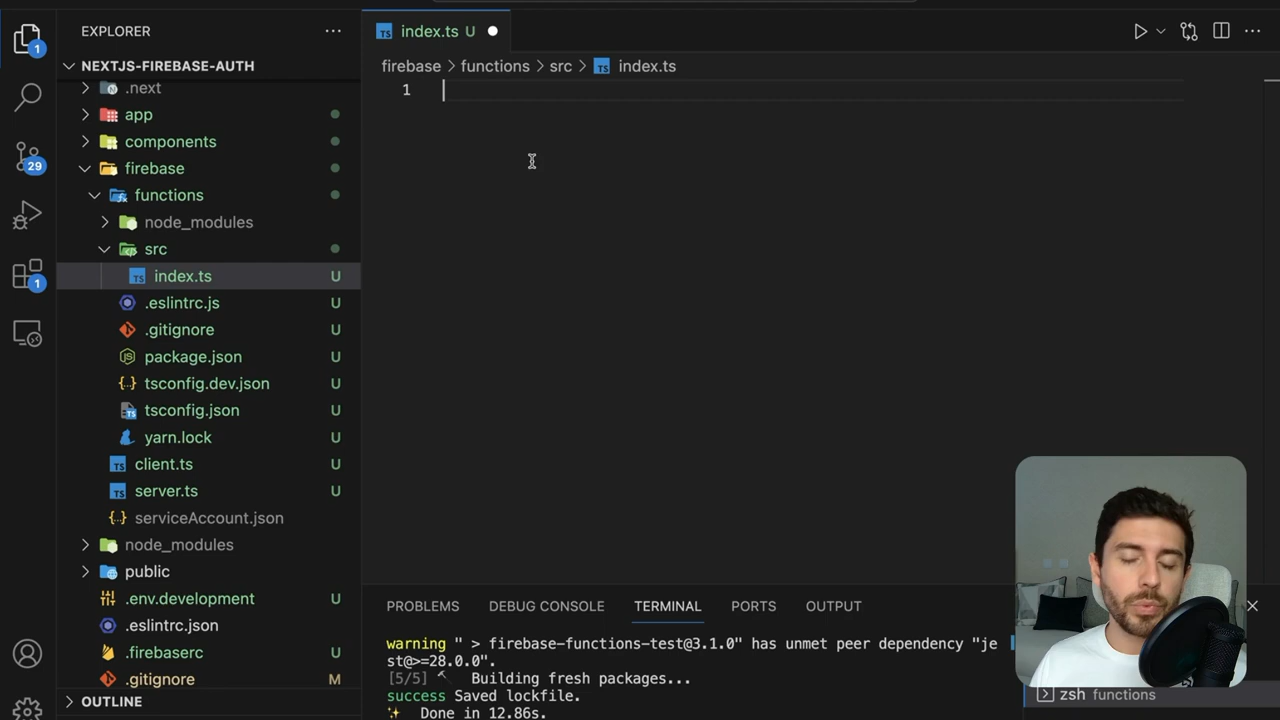 EXPLORER
NEXTJS-FIREBASE-AUTH
.next
app
components
firebase
functions
node_modules
src
index.ts U
.eslintrc.js U
.gitignore U
package.json U
tsconfig.dev.json U
tsconfig.json U
yarn.lock U
client.ts U
server.ts U
serviceAccount.json
node_modules
public
.env.development U
.eslintrc.json
.firebaserc U
.gitignore M
OUTLINE
1
29
1
index.ts U
firebase > functions > src > index.ts
1
PROBLEMS DEBUG CONSOLE TERMINAL PORTS OUTPUT
warning " > firebase-functions-test@3.1.0" has unmet peer dependency "je
st@>=28.0.0".
[5/5] Building fresh packages...
success Saved lockfile.
Done in 12.86s.
zsh functions